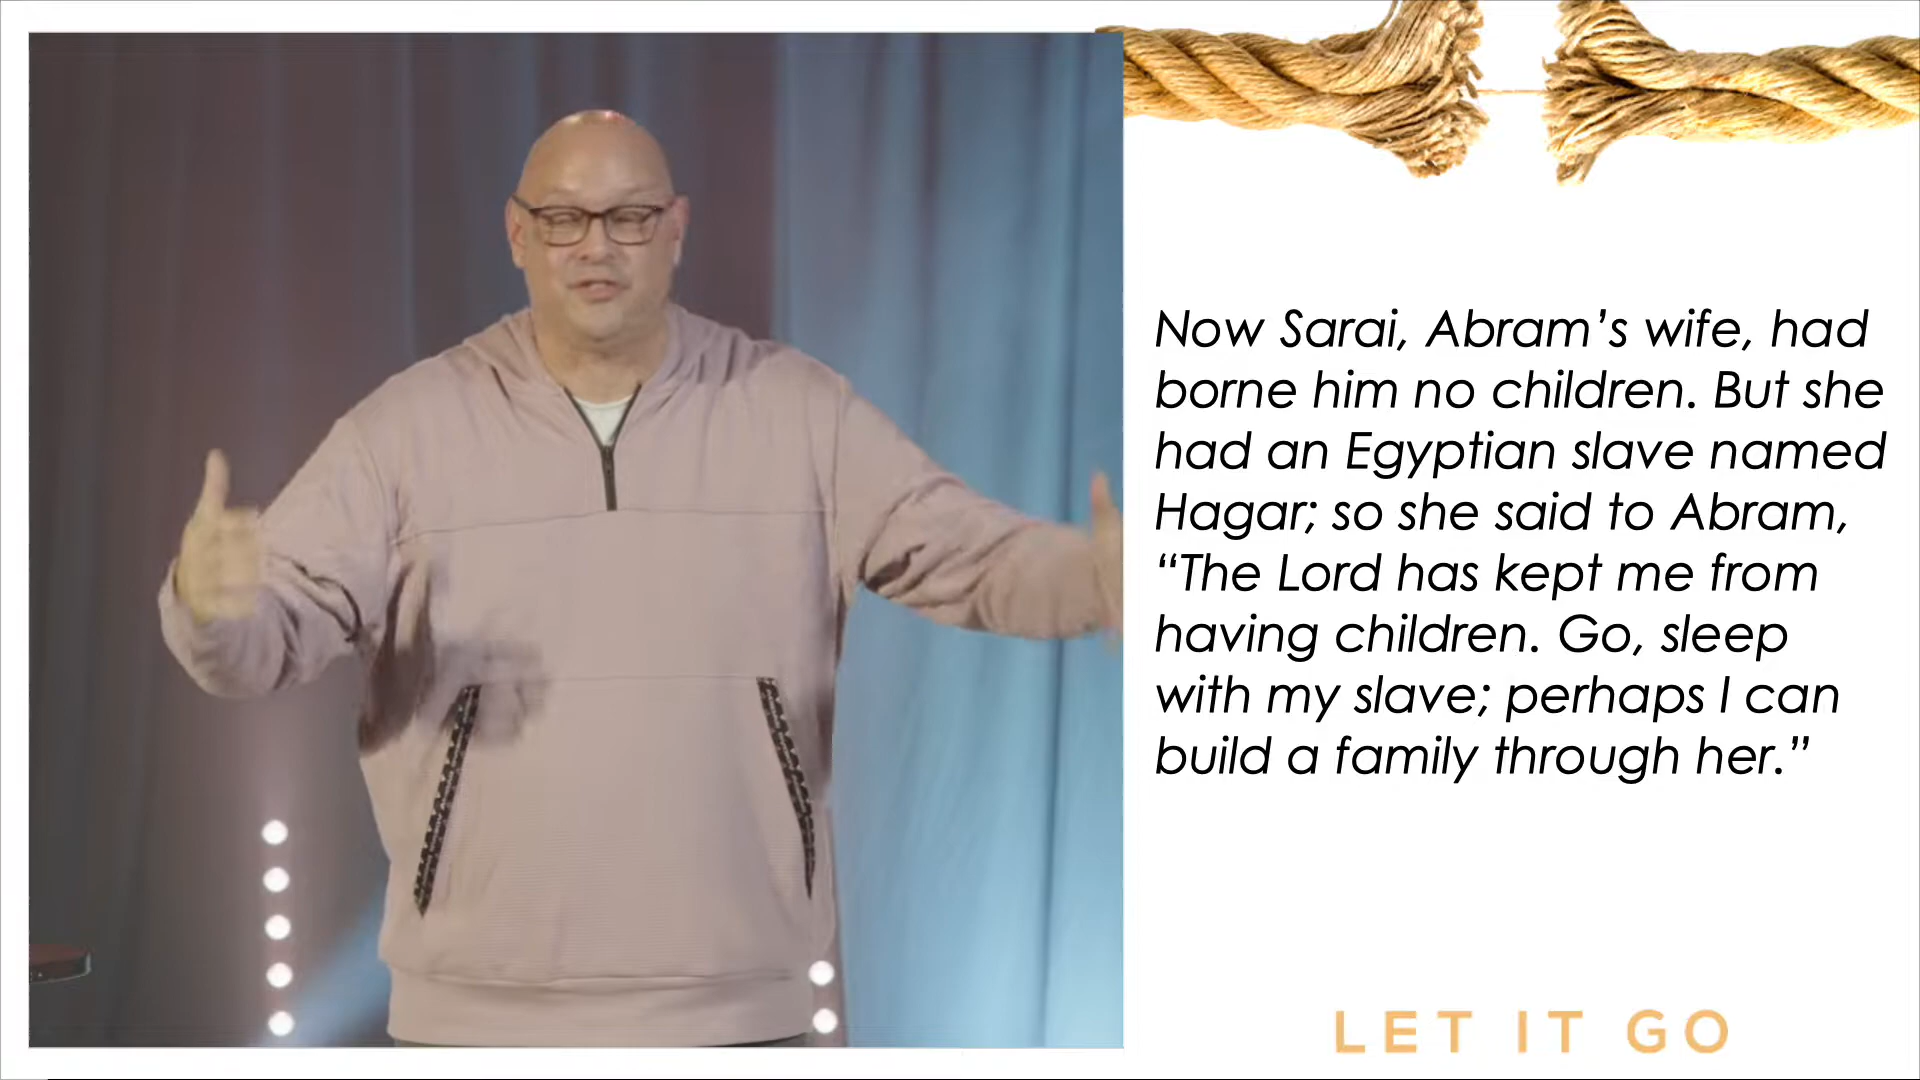 Now Sarai, Abram’s wife, had
borne him no children. But she
had an Egyptian slave named
Hagar; so she said to Abram,
“The Lord has kept me from
having children. Go, sleep
with my slave; perhaps I can
build a family through her.”
LET IT GO